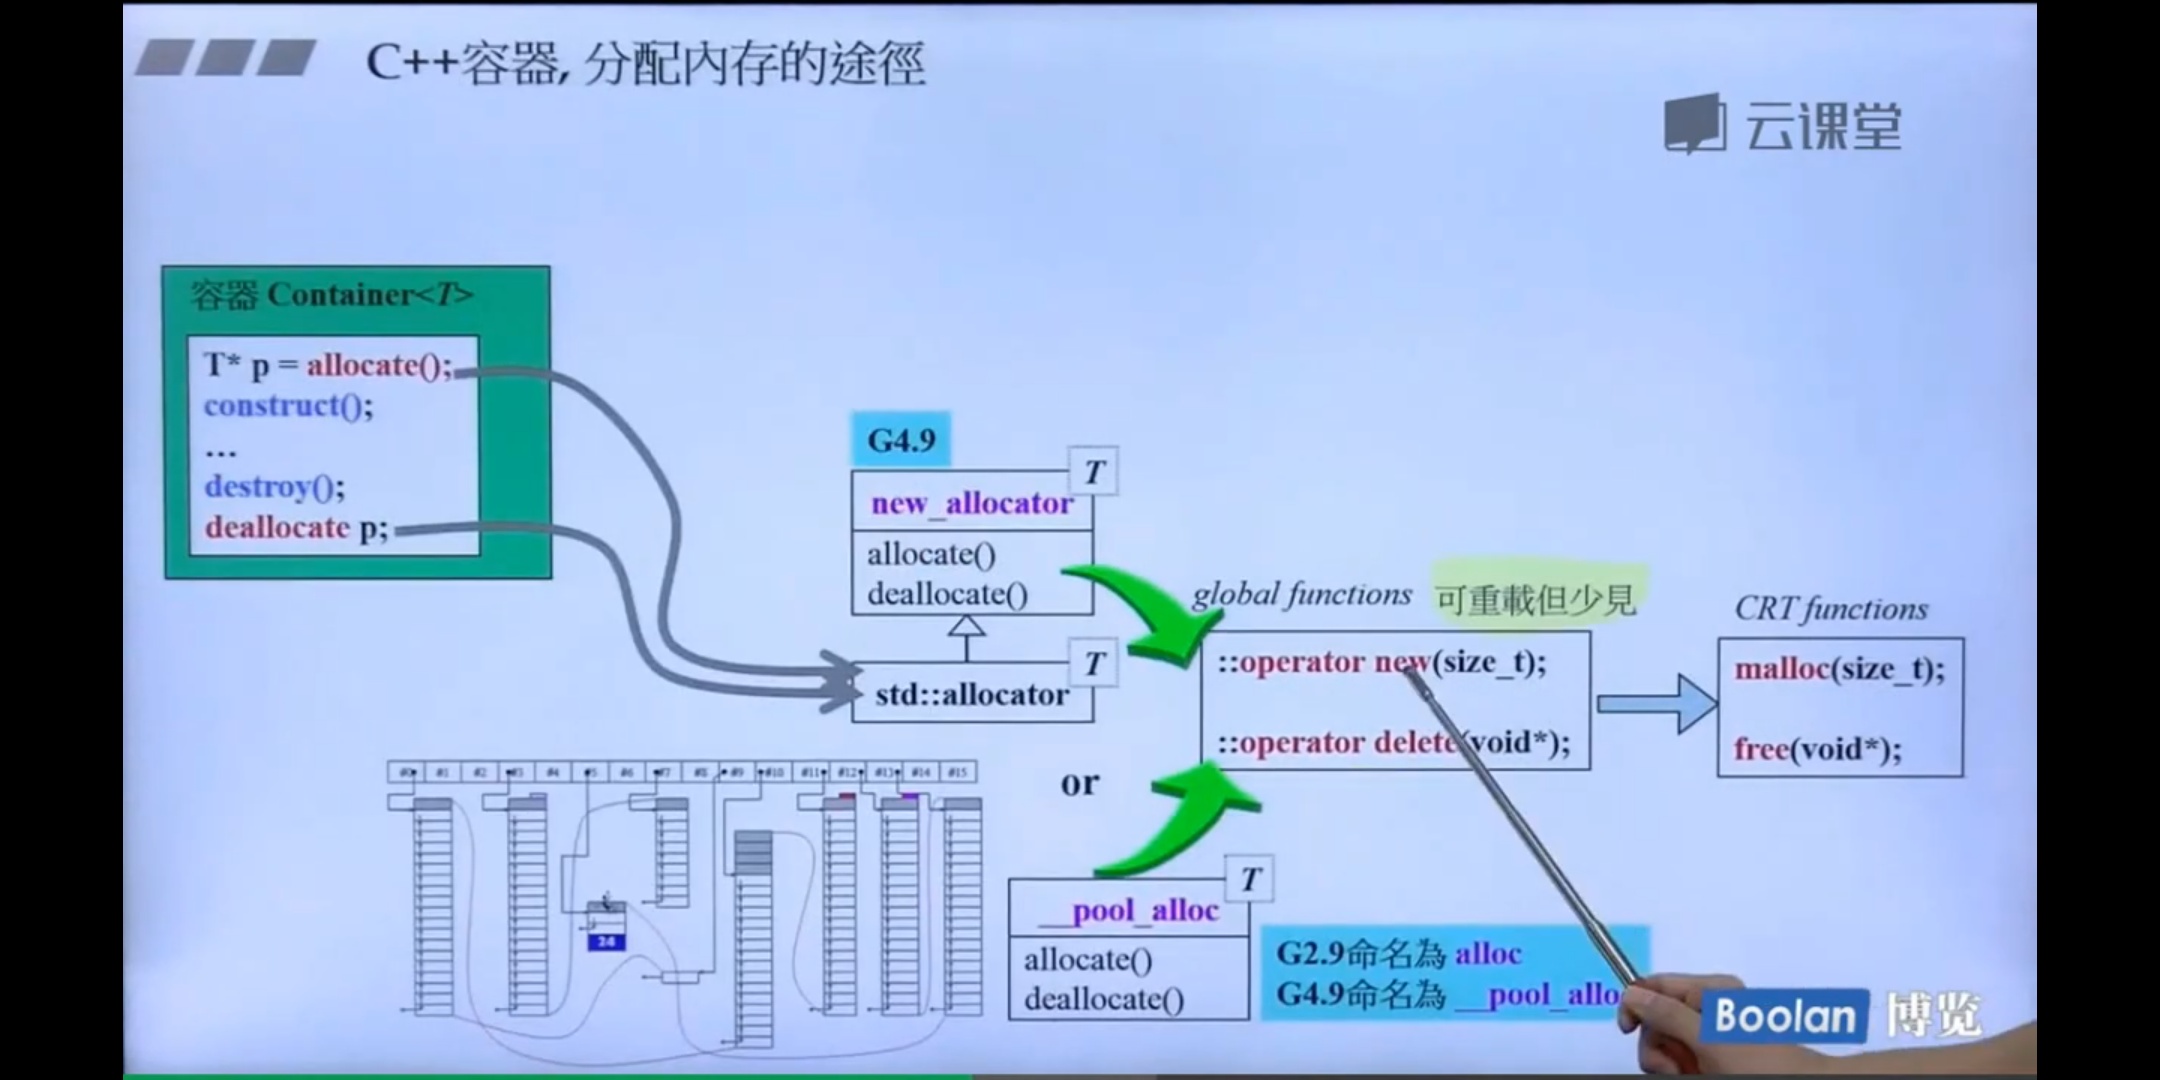 C++容器, 分配內存的途徑
云课堂
容器 Container<T>
T* p = allocate();
construct();
...
destroy();
deallocate p;
G4.9
T
new_allocator
allocate()
deallocate()
T
std::allocator
global functions 可重載但少見
::operator new(size_t);
::operator delete(void*);
CRT functions
malloc(size_t);
free(void*);
#0 #1 #2 #3 #4 #5 #6 #7 #8 #9 #10 #11 #12 #13 #14 #15
24
or
T
__pool_alloc
allocate()
deallocate()
G2.9命名為 alloc
G4.9命名為 __pool_allo
Boolan 博览